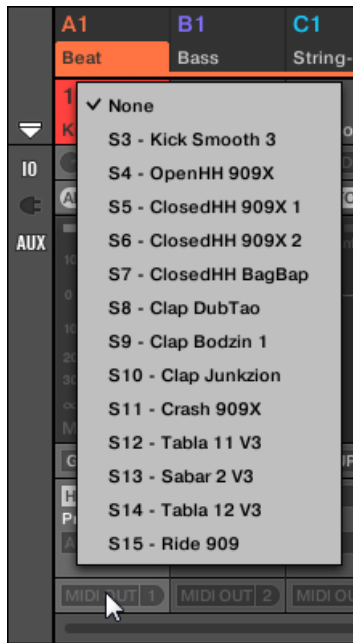 A1 B1 C1
Beat Bass String-
1
K
None
S3 - Kick Smooth 3
S4 - OpenHH 909X
S5 - ClosedHH 909X 1
S6 - ClosedHH 909X 2
S7 - ClosedHH BagBap
S8 - Clap DubTao
S9 - Clap Bodzin 1
S10 - Clap Junkzion
S11 - Crash 909X
S12 - Tabla 11 V3
S13 - Sabar 2 V3
S14 - Tabla 12 V3
S15 - Ride 909
IO
AUX
MIDI OUT 1 MIDI OUT 2 MIDI OU